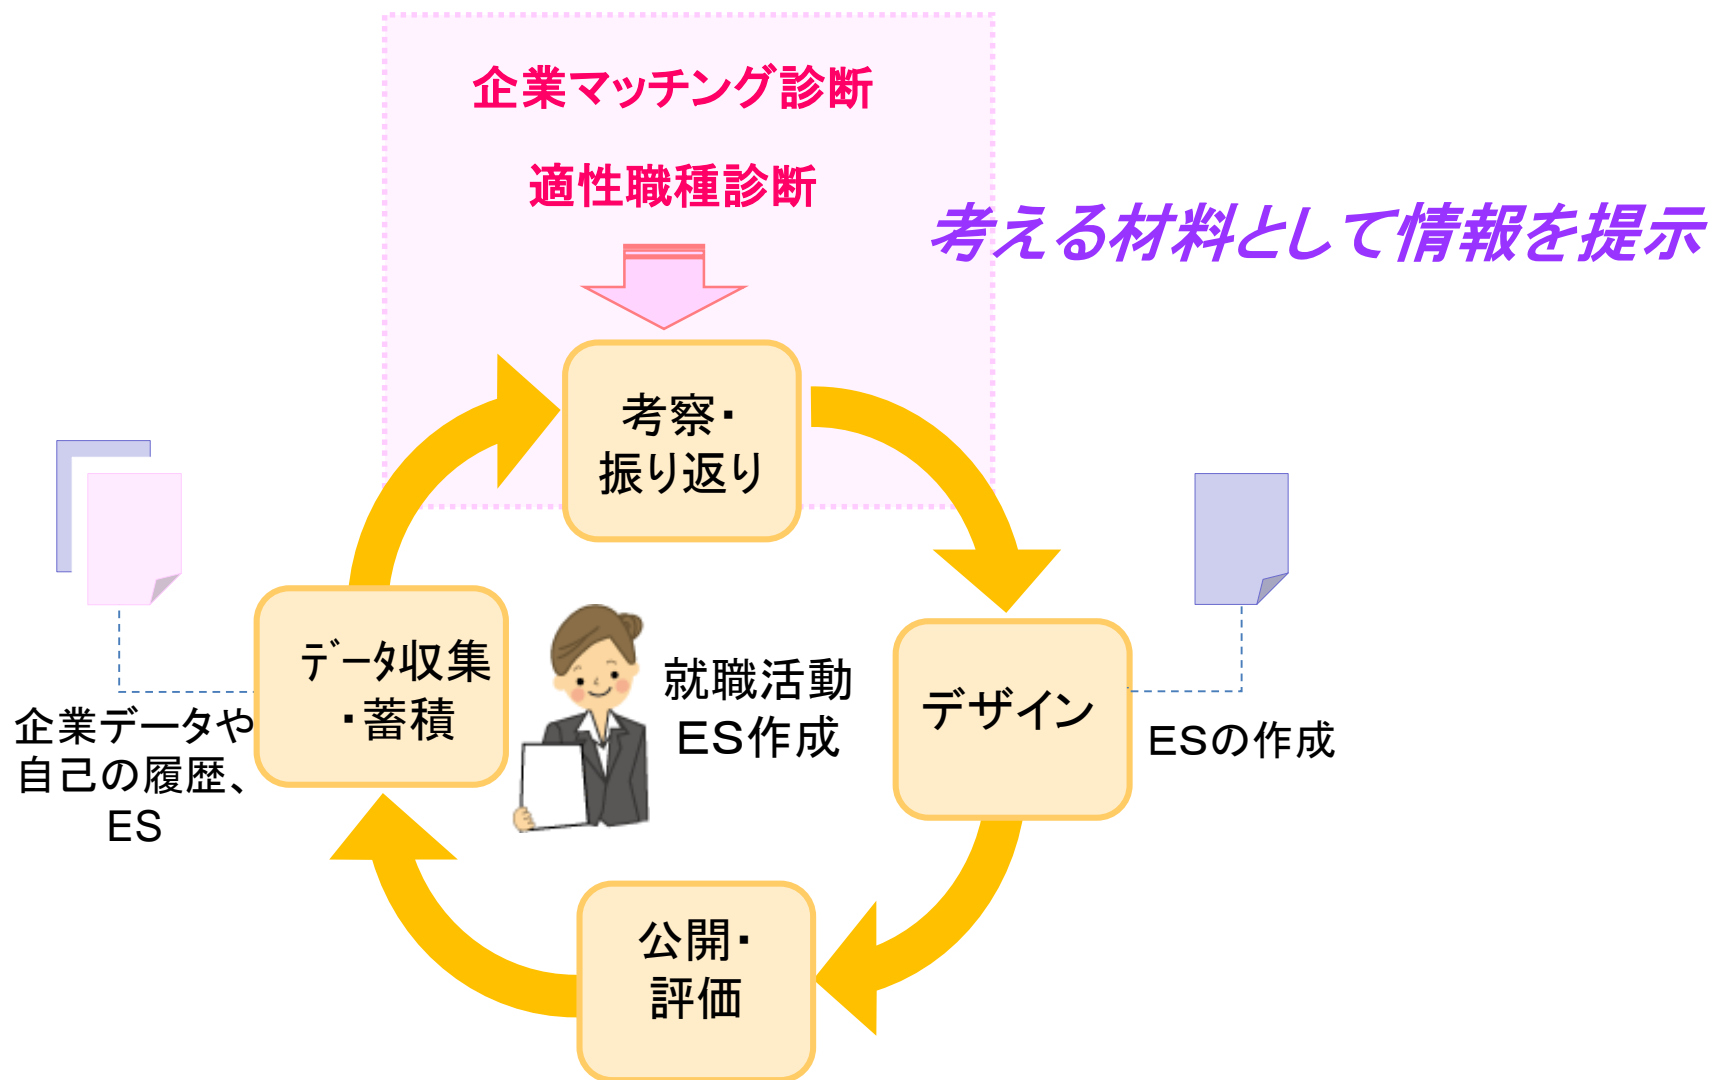 企業マッチング診断
適性職種診断
考える材料として情報を提示
考察・
振り返り
データ収集
・蓄積
企業データや
自己の履歴、
ES
就職活動
ES作成
デザイン
ESの作成
公開・
評価